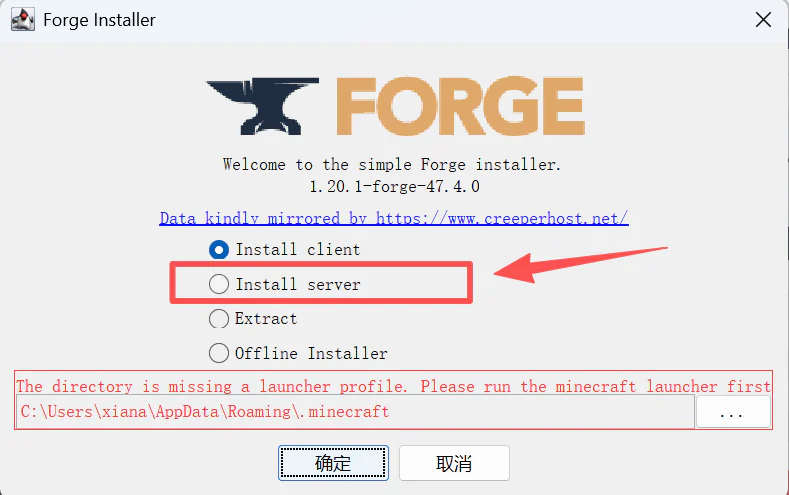 Forge Installer
FORGE
Welcome to the simple Forge installer.
1.20.1-forge-47.4.0
Data kindly mirrored by https://www.creeperhost.net/
Install client
Install server
Extract
Offline Installer
The directory is missing a launcher profile. Please run the minecraft launcher first
C:\Users\xiana\AppData\Roaming\.minecraft
...
确定
取消